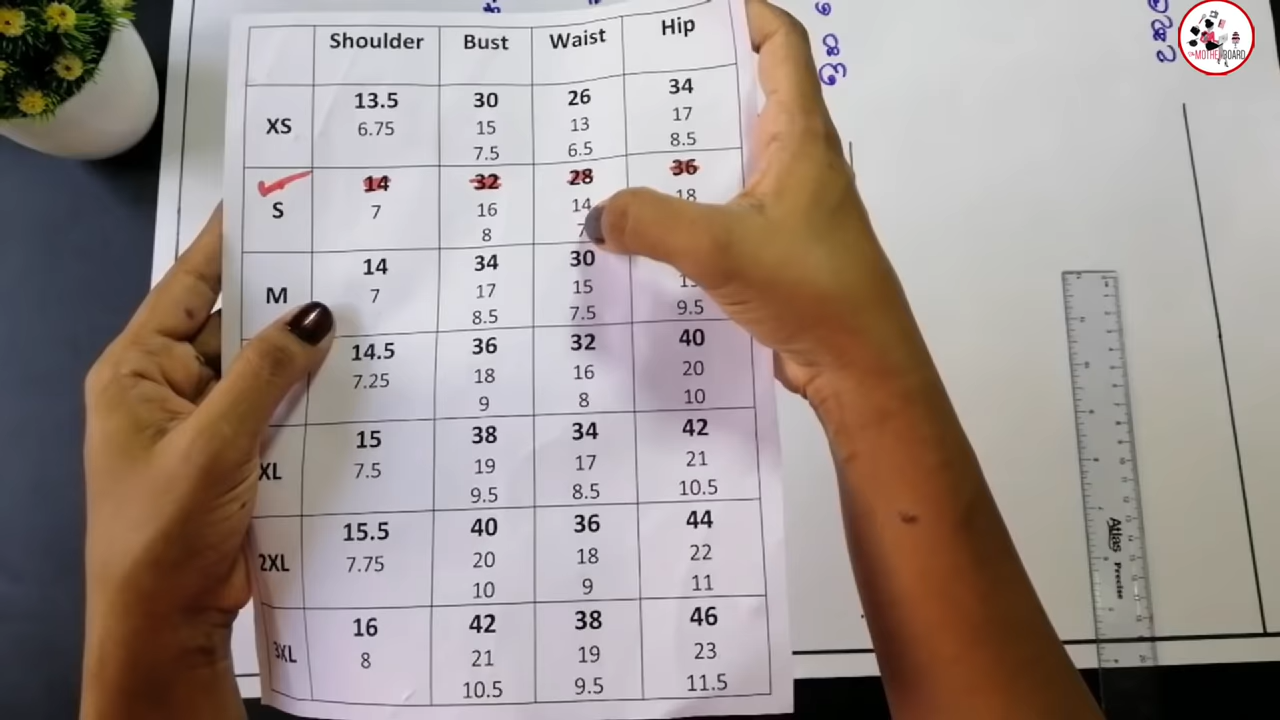 Shoulder Bust Waist Hip
XS 13.5 30 26 34
6.75 15 13 17
7.5 6.5 8.5
S 14 32 28 36
7 16 14 18
8
M 14 34 30
7 17 15
8.5 7.5 9.5
14.5 36 32 40
7.25 18 16 20
9 8 10
XL 15 38 34 42
7.5 19 17 21
9.5 8.5 10.5
2XL 15.5 40 36 44
7.75 20 18 22
10 9 11
3XL 16 42 38 46
8 21 19 23
10.5 9.5 11.5
Atlas Precise
MOTHERBOARD